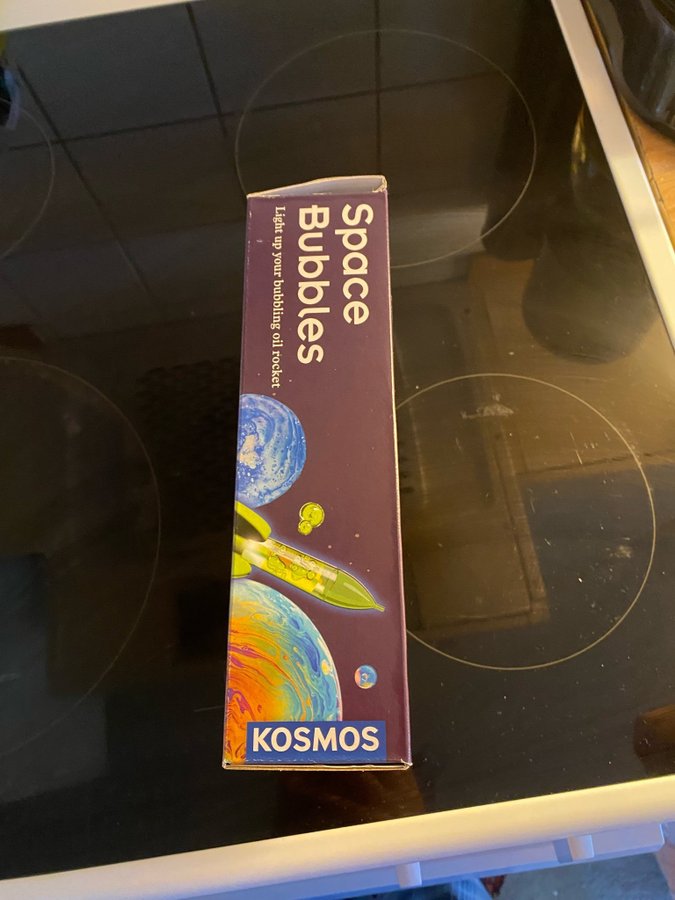 Space
Bubbles
Light up your bubbling oil rocket
KOSMOS